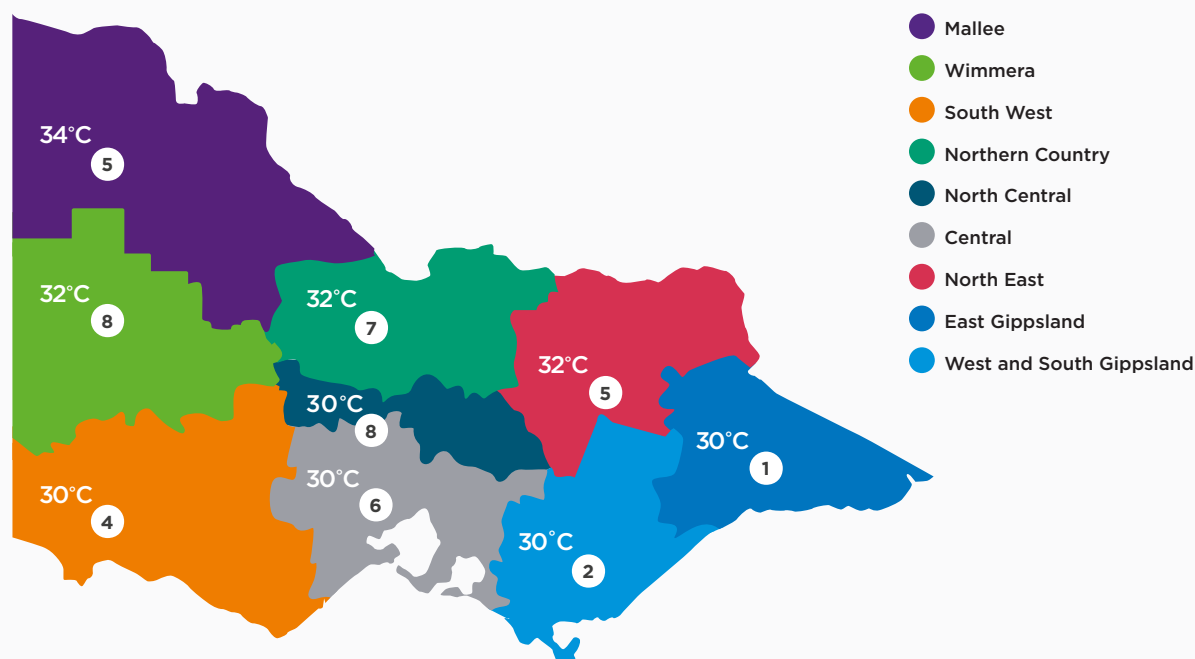 Mallee
Wimmera
South West
Northern Country
North Central
Central
North East
East Gippsland
West and South Gippsland
34°C
5
32°C
8
32°C
7
32°C
5
30°C
8
30°C
1
30°C
4
30°C
6
30°C
2